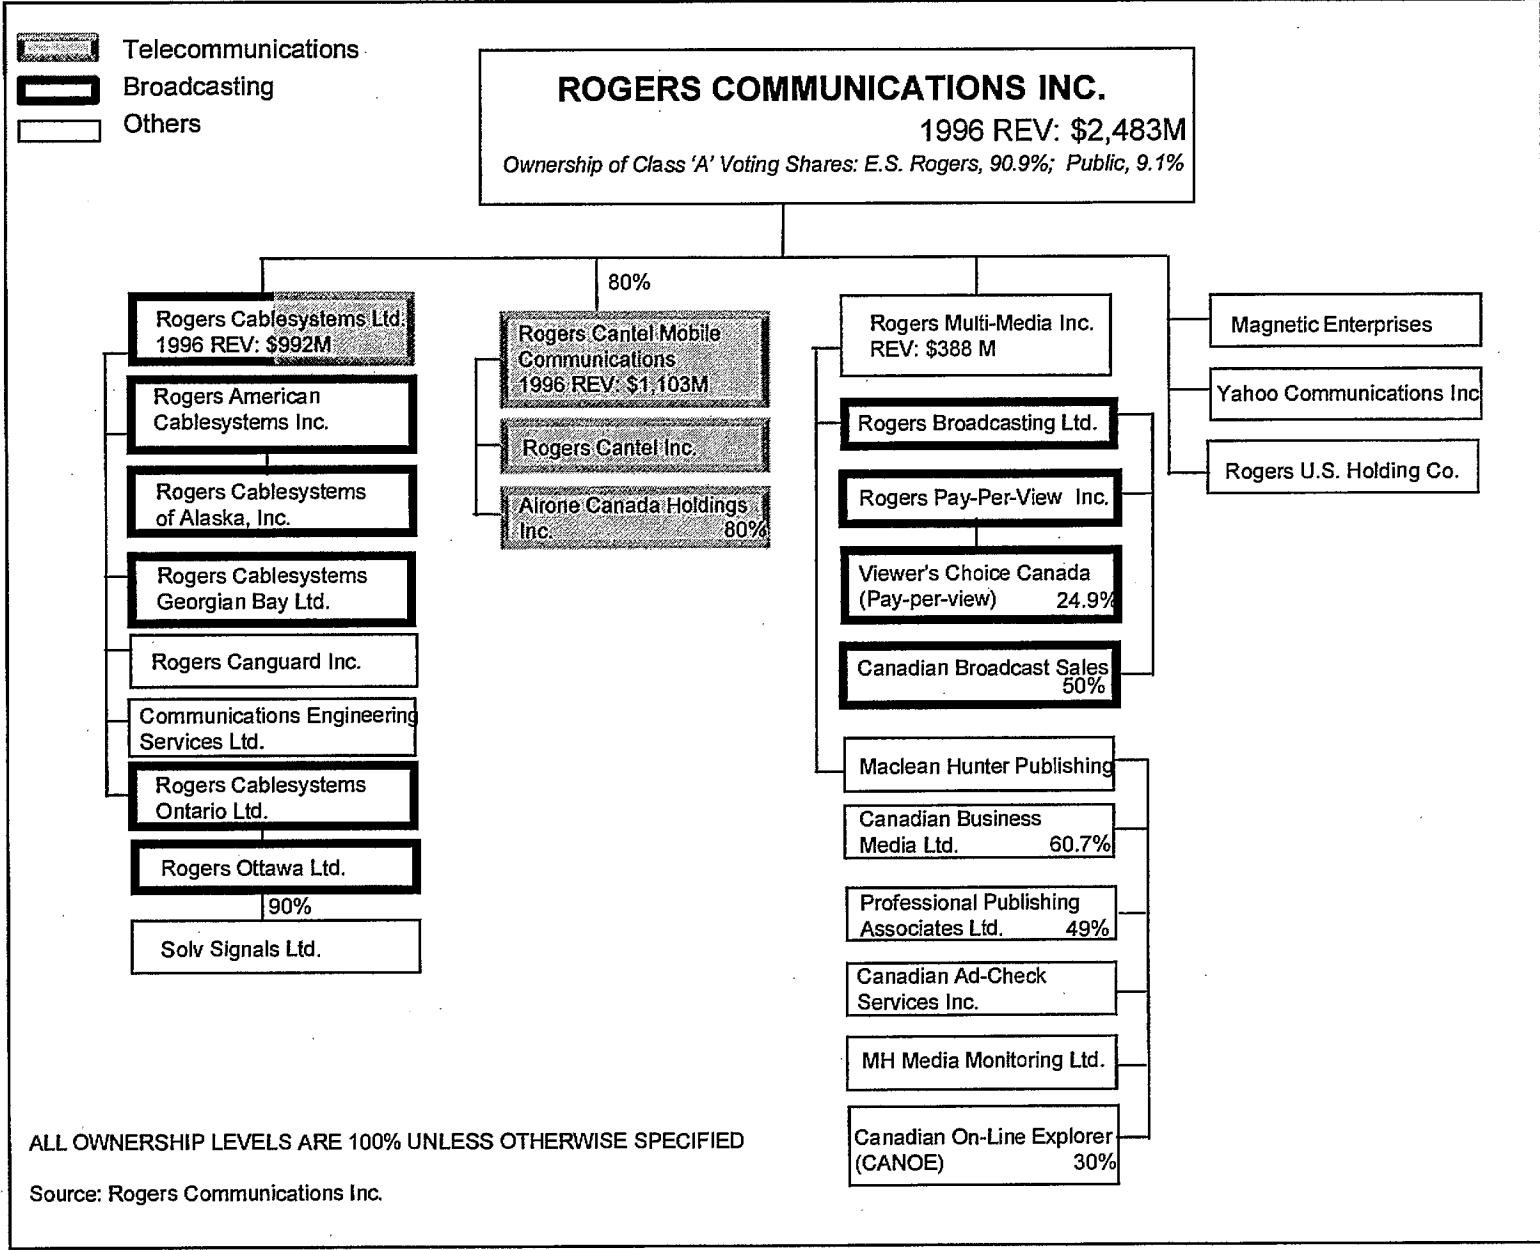 Telecommunications
Broadcasting
Others
ROGERS COMMUNICATIONS INC.
1996 REV: $2,483M
Ownership of Class 'A' Voting Shares: E.S. Rogers, 90.9%; Public, 9.1%
Rogers Cablesystems Ltd.
1996 REV: $992M
Rogers American
Cablesystems Inc.
Rogers Cablesystems
of Alaska, Inc.
Rogers Cablesystems
Georgian Bay Ltd.
Rogers Canguard Inc.
Communications Engineering
Services Ltd.
Rogers Cablesystems
Ontario Ltd.
Rogers Ottawa Ltd.
90%
Solv Signals Ltd.
80%
Rogers Cantel Mobile
Communications
1996 REV: $1,103M
Rogers Cantel Inc.
Airone Canada Holdings
Inc. 80%
Rogers Multi-Media Inc.
REV: $388 M
Rogers Broadcasting Ltd.
Rogers Pay-Per-View Inc.
Viewer's Choice Canada
(Pay-per-view) 24.9%
Canadian Broadcast Sales
50%
Maclean Hunter Publishing
Canadian Business
Media Ltd. 60.7%
Professional Publishing
Associates Ltd. 49%
Canadian Ad-Check
Services Inc.
MH Media Monitoring Ltd.
Canadian On-Line Explorer
(CANOE) 30%
Magnetic Enterprises
Yahoo Communications Inc
Rogers U.S. Holding Co.
ALL OWNERSHIP LEVELS ARE 100% UNLESS OTHERWISE SPECIFIED
Source: Rogers Communications Inc.